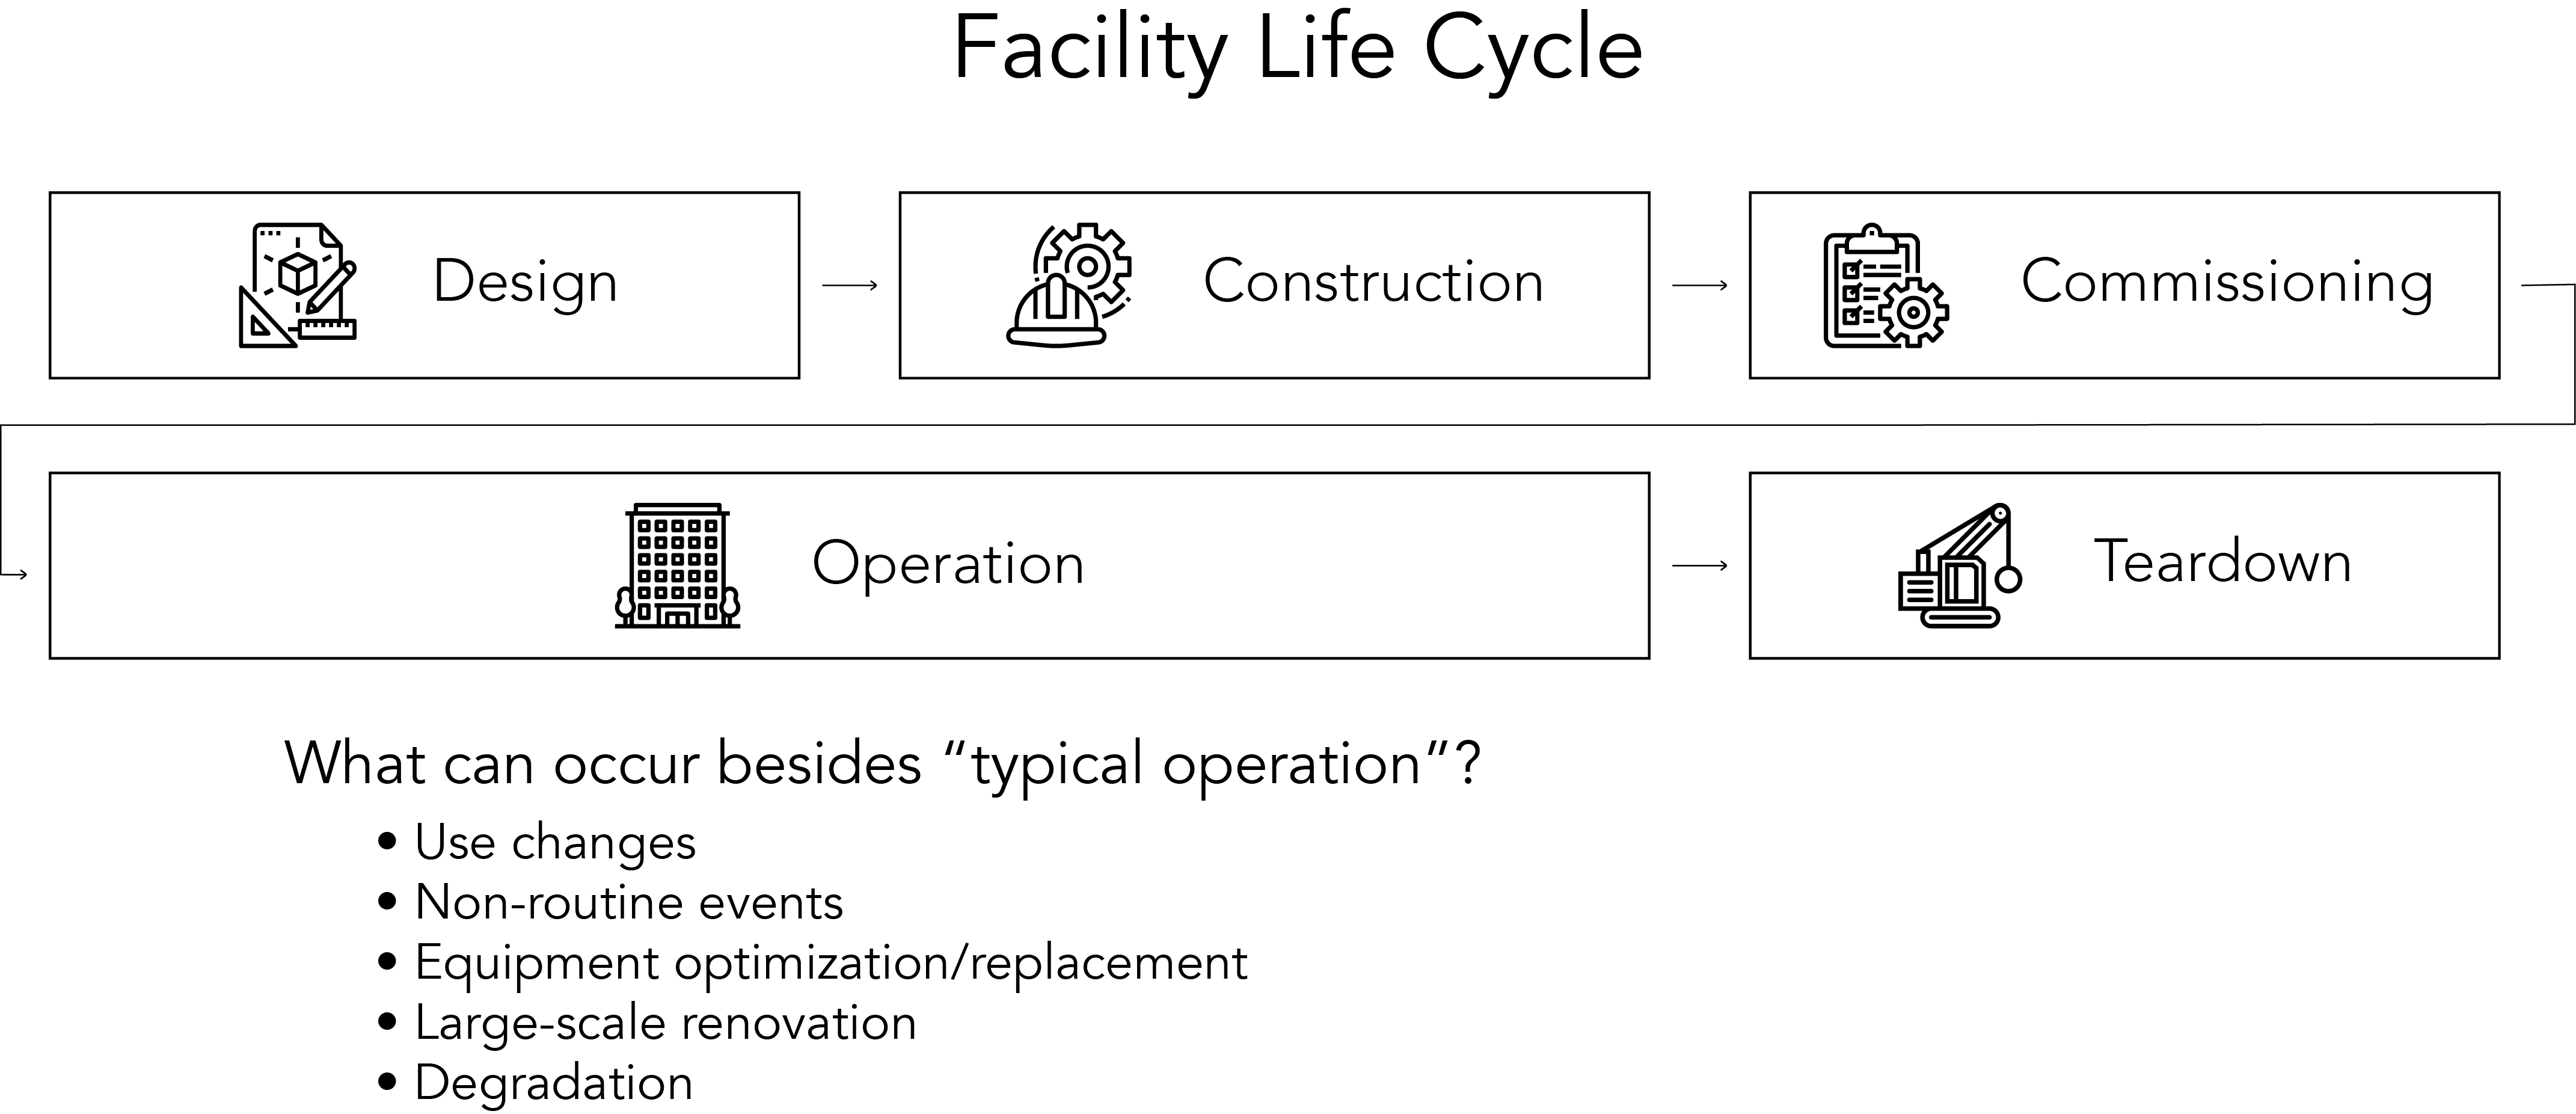 Facility Life Cycle
Design
Construction
Commissioning
Operation
Teardown
What can occur besides “typical operation”?
• Use changes
• Non-routine events
• Equipment optimization/replacement
• Large-scale renovation
• Degradation